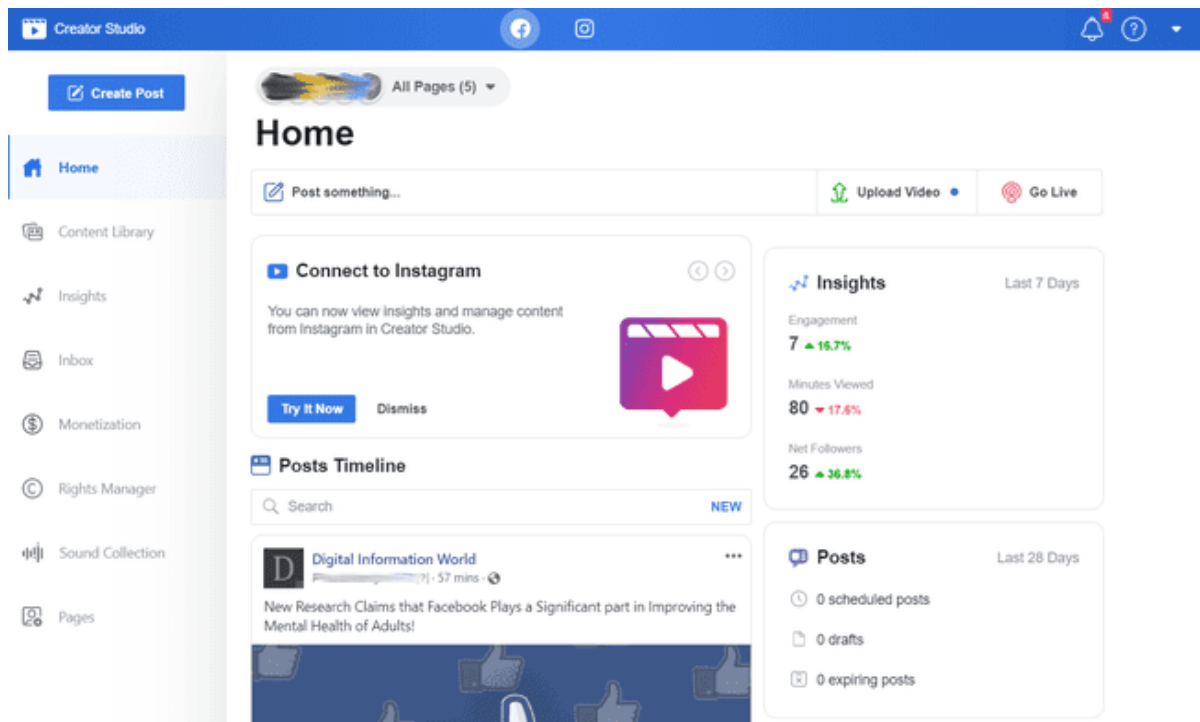 Creator Studio
Create Post
Home
Content Library
Insights
Inbox
Monetization
Rights Manager
Sound Collection
Pages
All Pages (5)
Home
Post something...
Upload Video
Go Live
Connect to Instagram
You can now view insights and manage content
from Instagram in Creator Studio.
Try It Now
Dismiss
Posts Timeline
Search
NEW
D
Digital Information World
[?] · 57 mins ·
New Research Claims that Facebook Plays a Significant part in Improving the
Mental Health of Adults!
Insights
Last 7 Days
Engagement
7 16.7%
Minutes Viewed
80 17.6%
Net Followers
26 36.8%
Posts
Last 28 Days
0 scheduled posts
0 drafts
0 expiring posts